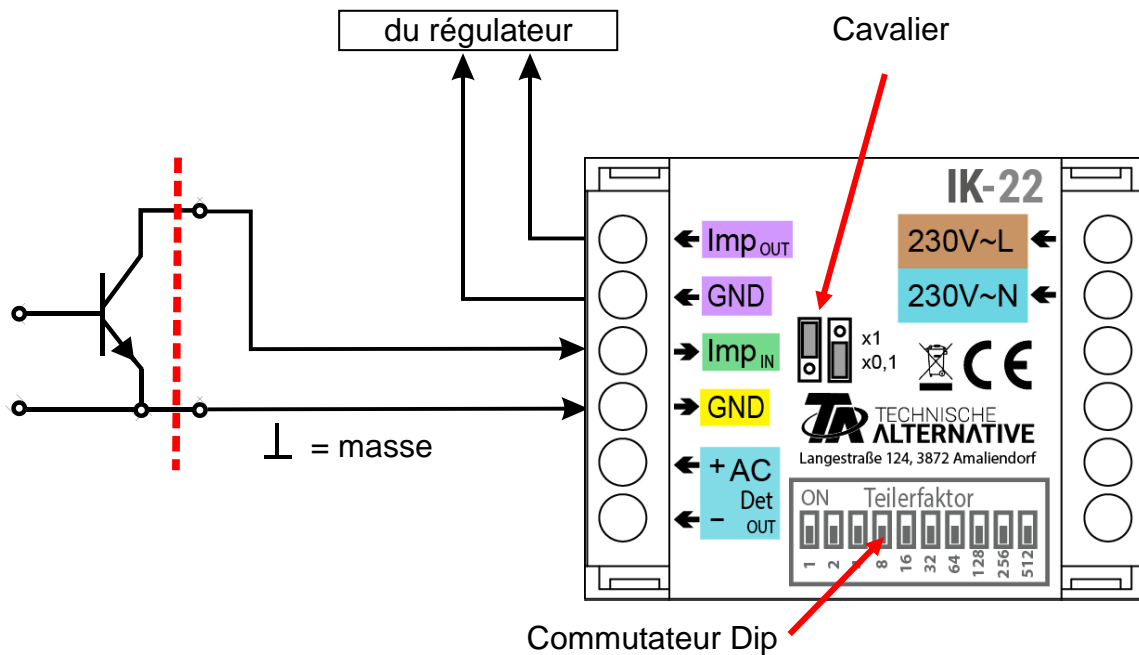 du régulateur
Cavalier
IK-22
Imp OUT
230V~L
GND
230V~N
Imp IN
x1
x0,1
CE
GND
TA TECHNISCHE
ALTERNATIVE
Langestraße 124, 3872 Amaliendorf
⊥ = masse
+ AC
Det
- OUT
ON Teilerfaktor
1 2 8 16 32 64 128 256 512
Commutateur Dip